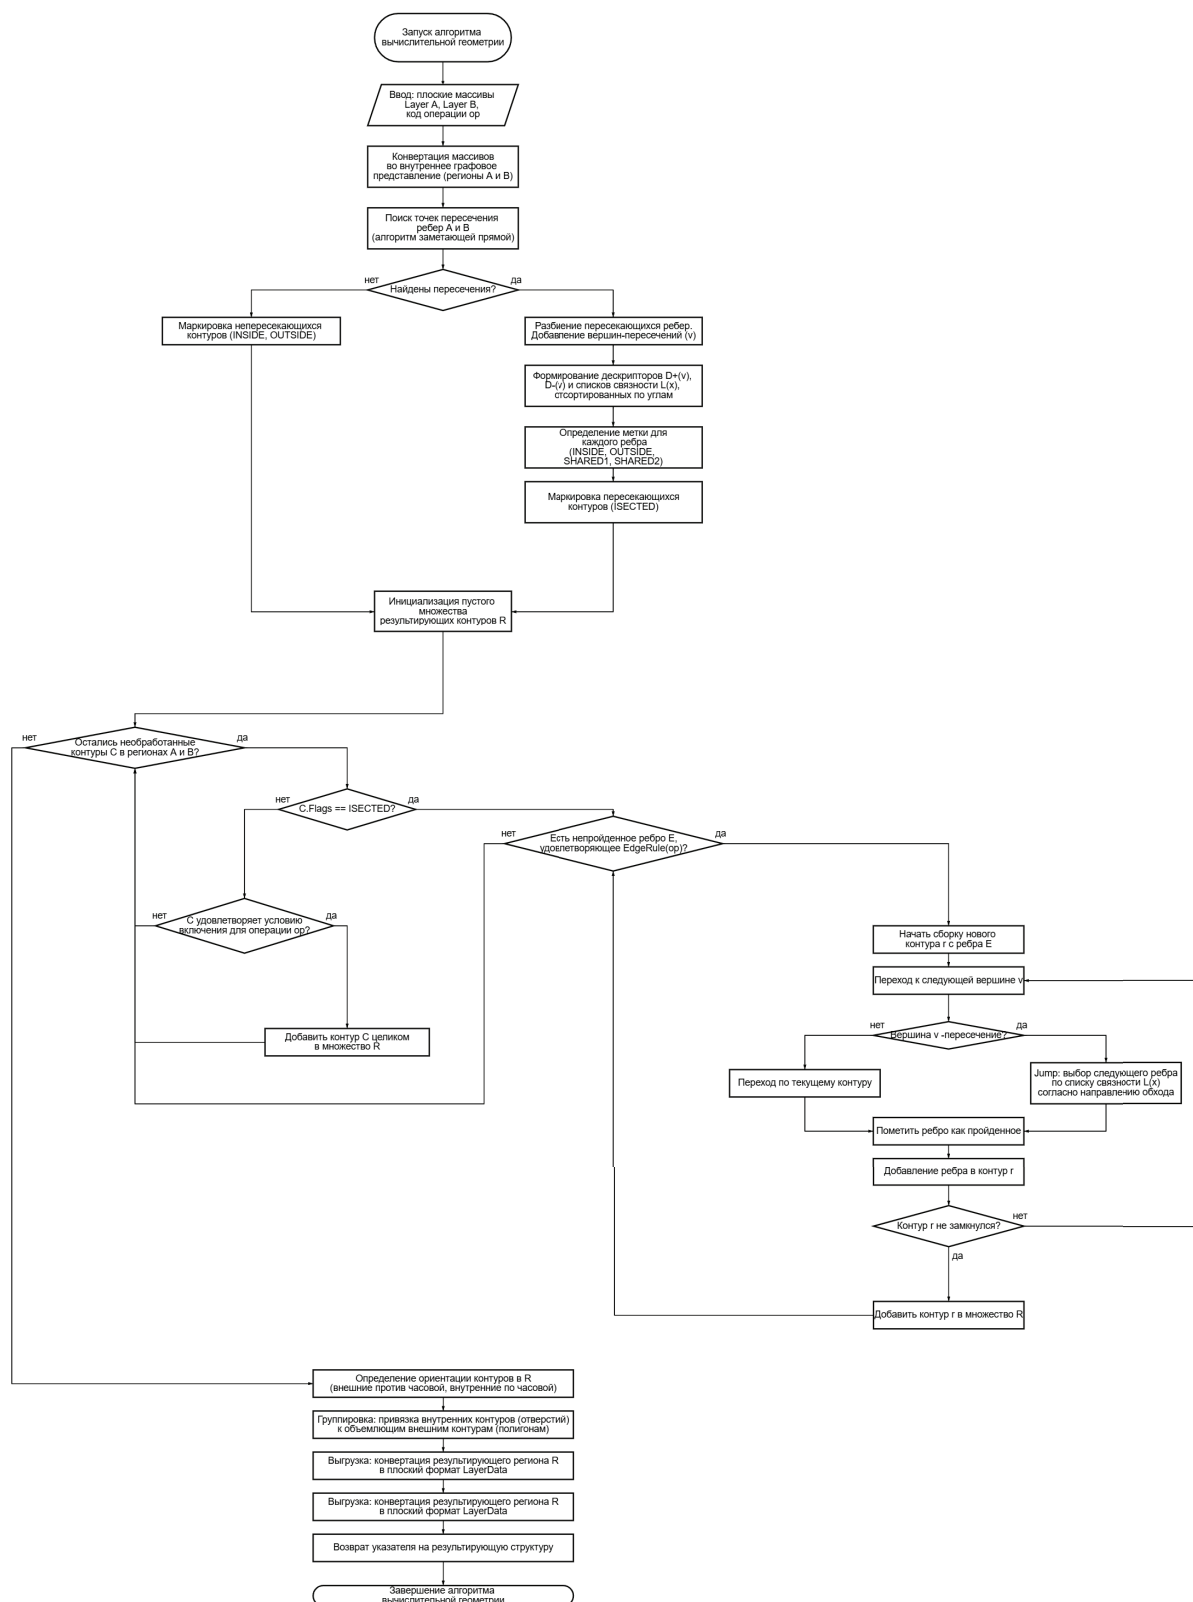 Запуск алгоритма
вычислительной геометрии
Ввод: плоские массивы
Layer A, Layer B,
код операции op
Конвертация массивов
во внутреннее графовое
представление (регионы A и B)
Поиск точек пересечения
ребер A и B
(алгоритм заметающей прямой)
нет
да
Найдены пересечения?
Маркировка непересекающихся
контуров (INSIDE, OUTSIDE)
Разбиение пересекающихся ребер.
Добавление вершин-пересечений (v)
Формирование дескрипторов D+(v),
D-(v) и списков связности L(x),
отсортированных по углам
Определение метки для
каждого ребра
(INSIDE, OUTSIDE,
SHARED1, SHARED2)
Маркировка пересекающихся
контуров (ISECTED)
Инициализация пустого
множества
результирующих контуров R
нет
да
Остались необработанные
контуры C в регионах A и B?
нет
да
C.Flags == ISECTED?
нет
да
Есть непройденное ребро E,
удовлетворяющее EdgeRule(op)?
нет
да
C удовлетворяет условию
включения для операции op?
Начать сборку нового
контура r с ребра E
Переход к следующей вершине v
нет
да
Вершина v -пересечение?
Добавить контур C целиком
в множество R
Переход по текущему контуру
Jump: выбор следующего ребра
по списку связности L(x)
согласно направлению обхода
Пометить ребро как пройденное
Добавление ребра в контур r
Контур r не замкнулся?
нет
да
Добавить контур r в множество R
Определение ориентации контуров в R
(внешние против часовой, внутренние по часовой)
Группировка: привязка внутренних контуров (отверстий)
к объемлющим внешним контурам (полигонам)
Выгрузка: конвертация результирующего региона R
в плоский формат LayerData
Выгрузка: конвертация результирующего региона R
в плоский формат LayerData
Возврат указателя на результирующую структуру
Завершение алгоритма
вычислительной геометрии